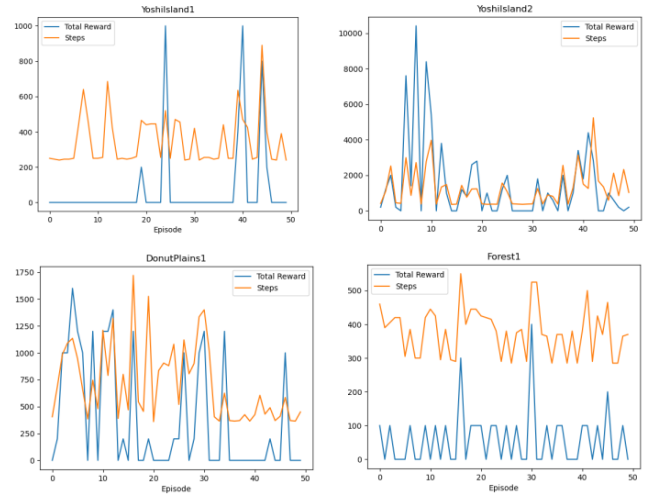 YoshiIsland1
Total Reward
Steps
1000
800
600
400
200
0
0 10 20 30 40 50
Episode
YoshiIsland2
Total Reward
Steps
10000
8000
6000
4000
2000
0
0 10 20 30 40 50
DonutPlains1
Total Reward
Steps
1750
1500
1250
1000
750
500
250
0
0 10 20 30 40 50
Episode
Forest1
Total Reward
Steps
500
400
300
200
100
0
0 10 20 30 40 50
Episode